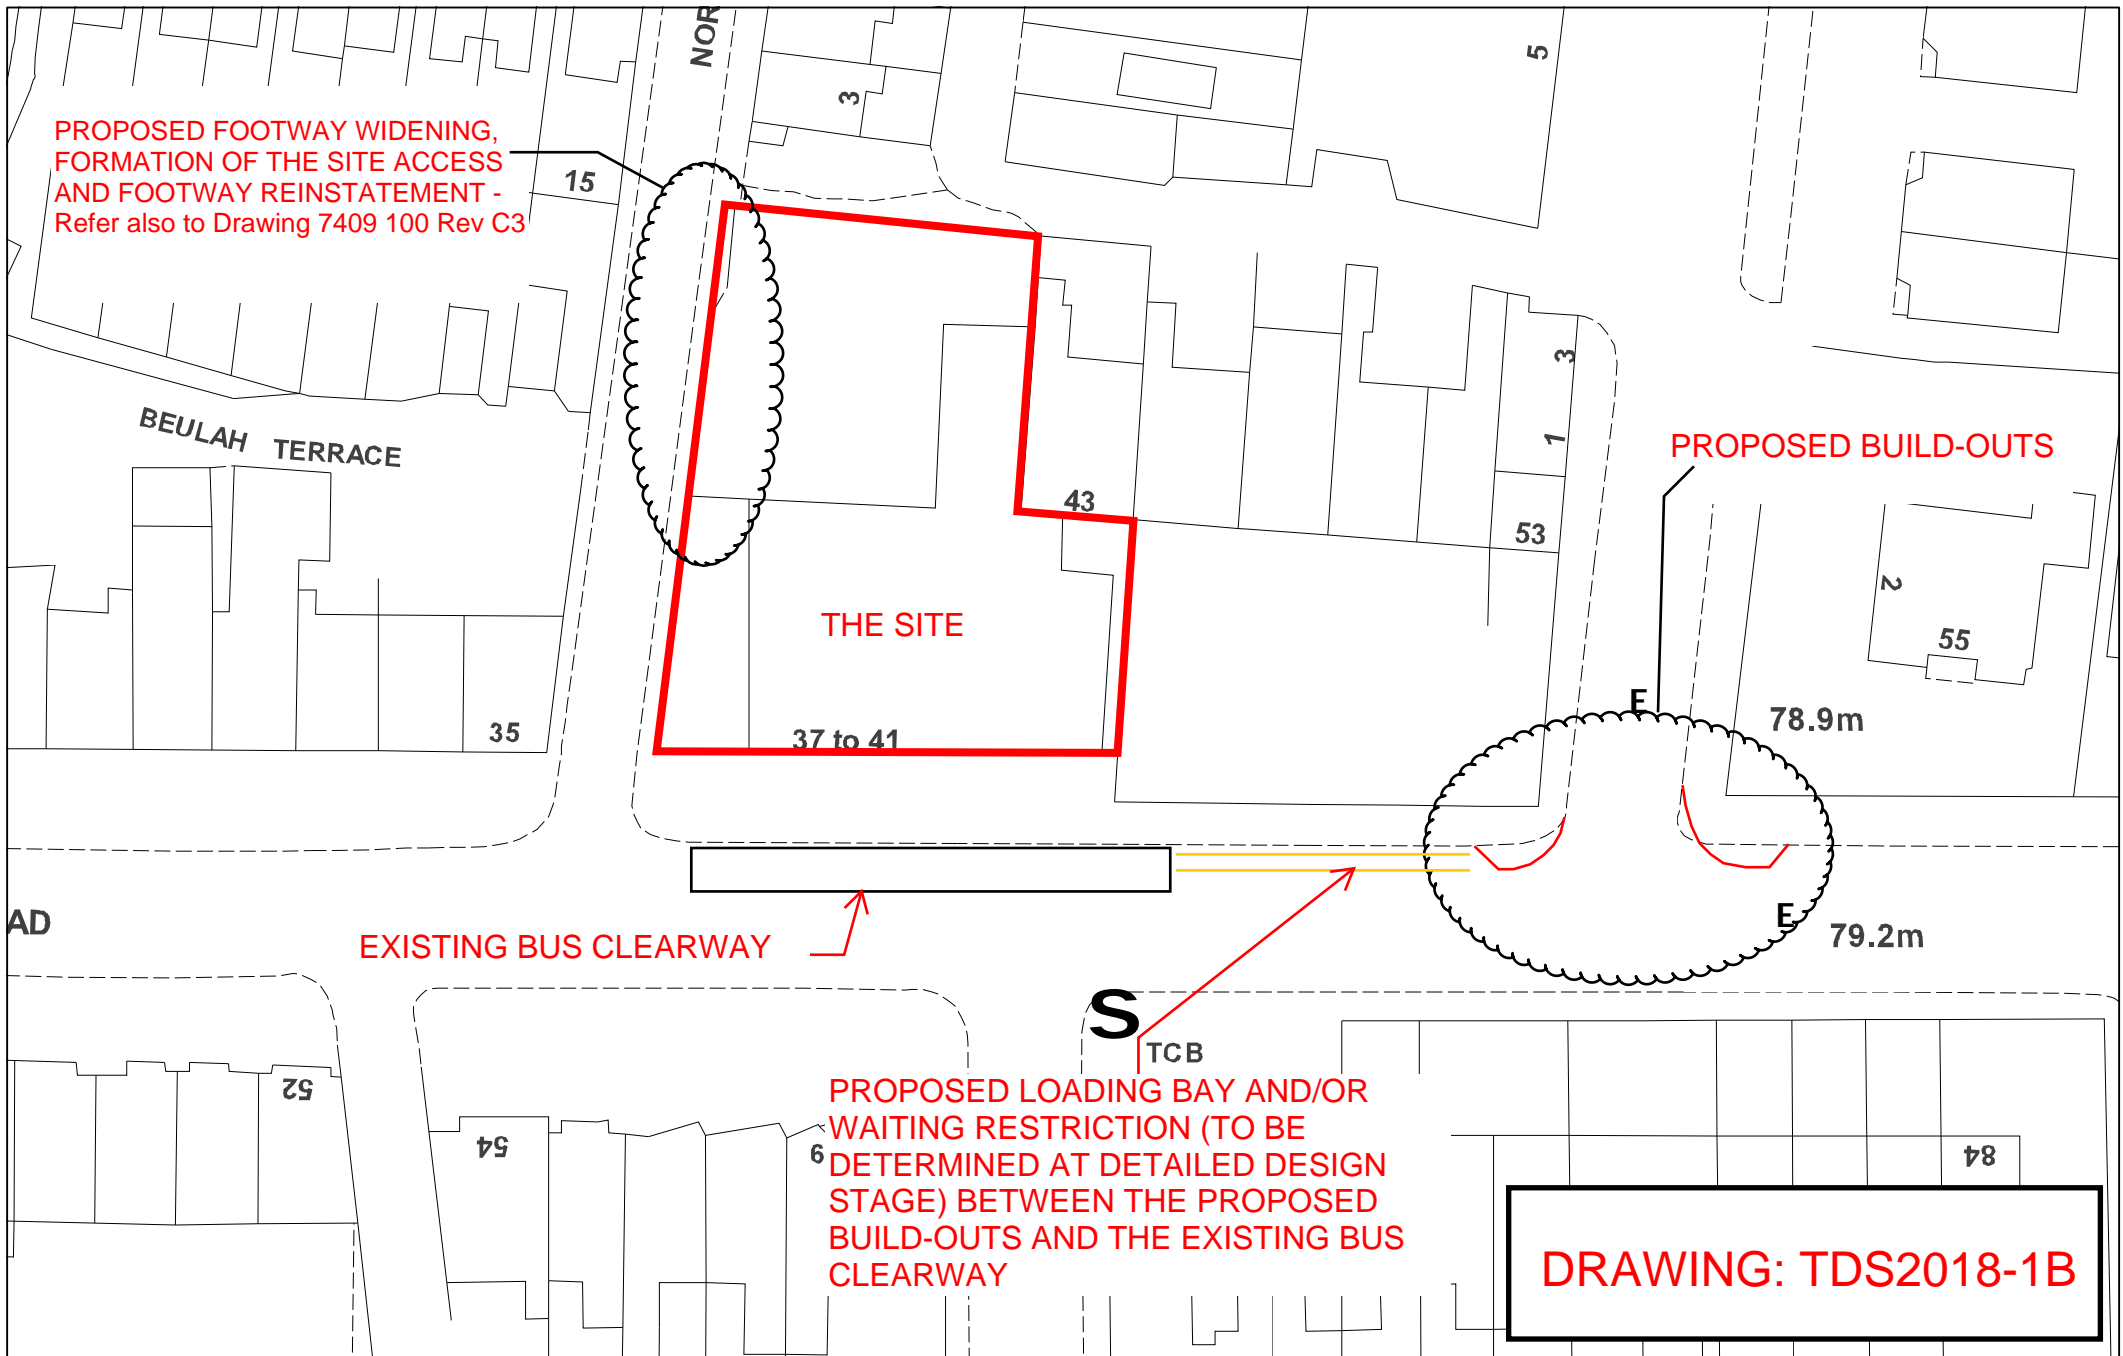 NOR
5
3
PROPOSED FOOTWAY WIDENING,
FORMATION OF THE SITE ACCESS
AND FOOTWAY REINSTATEMENT -
Refer also to Drawing 7409 100 Rev C3
15
BEULAH TERRACE
3
1
PROPOSED BUILD-OUTS
43
53
2
55
THE SITE
35
37 to 41
E
78.9m
AD
EXISTING BUS CLEARWAY
E
79.2m
S
TCB
52
54
9
84
PROPOSED LOADING BAY AND/OR
WAITING RESTRICTION (TO BE
DETERMINED AT DETAILED DESIGN
STAGE) BETWEEN THE PROPOSED
BUILD-OUTS AND THE EXISTING BUS
CLEARWAY
DRAWING: TDS2018-1B